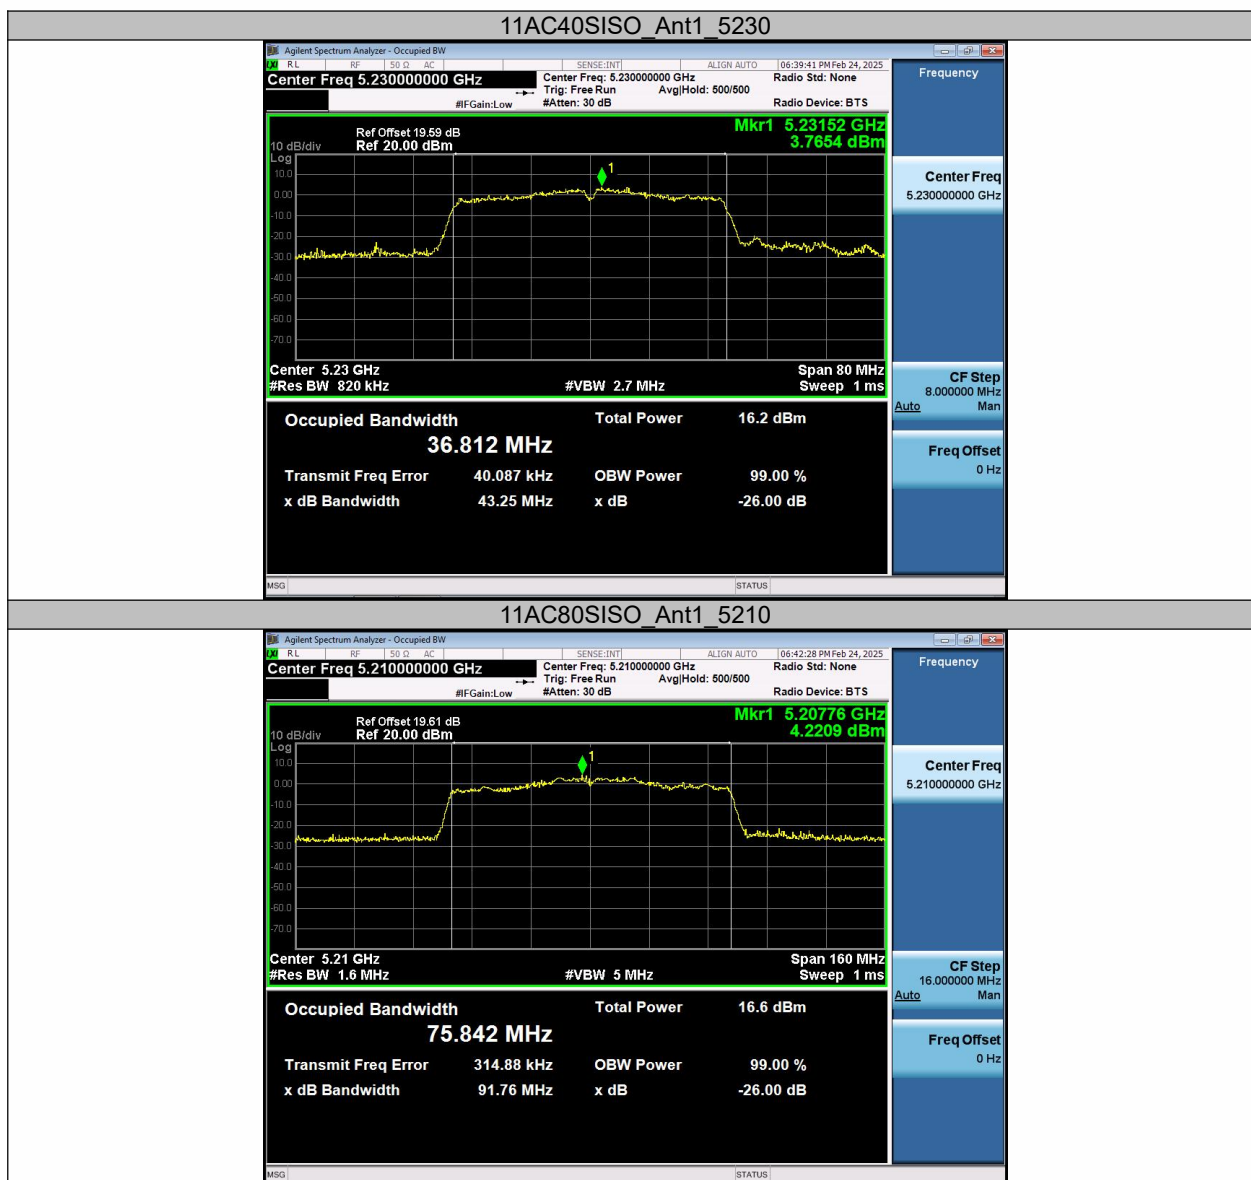 11AC40SISO_Ant1_5230
Agilent Spectrum Analyzer - Occupied BW
LXI RL RF 50 Ω AC SENSE:INT ALIGN AUTO 06:39:41 PM Feb 24, 2025
Center Freq 5.230000000 GHz Center Freq: 5.230000000 GHz Radio Std: None Frequency
Trig: Free Run Avg|Hold: 500/500
#IFGain:Low #Atten: 30 dB Radio Device: BTS
Mkr1 5.23152 GHz
Ref Offset 19.59 dB 3.7654 dBm
10 dB/div Ref 20.00 dBm
Log
1
10.0
0.00
-10.0
-20.0
-30.0
-40.0
-50.0
-60.0
-70.0
Center Freq
5.230000000 GHz
Center 5.23 GHz Span 80 MHz
#Res BW 820 kHz #VBW 2.7 MHz Sweep 1 ms
CF Step
8.000000 MHz
Auto Man
Occupied Bandwidth Total Power 16.2 dBm
36.812 MHz
Freq Offset
0 Hz
Transmit Freq Error 40.087 kHz OBW Power 99.00 %
x dB Bandwidth 43.25 MHz x dB -26.00 dB
MSG STATUS
11AC80SISO_Ant1_5210
Agilent Spectrum Analyzer - Occupied BW
LXI RL RF 50 Ω AC SENSE:INT ALIGN AUTO 06:42:28 PM Feb 24, 2025
Center Freq 5.210000000 GHz Center Freq: 5.210000000 GHz Radio Std: None Frequency
Trig: Free Run Avg|Hold: 500/500
#IFGain:Low #Atten: 30 dB Radio Device: BTS
Mkr1 5.20776 GHz
Ref Offset 19.61 dB 4.2209 dBm
10 dB/div Ref 20.00 dBm
Log
1
10.0
0.00
-10.0
-20.0
-30.0
-40.0
-50.0
-60.0
-70.0
Center Freq
5.210000000 GHz
Center 5.21 GHz Span 160 MHz
#Res BW 1.6 MHz #VBW 5 MHz Sweep 1 ms
CF Step
16.000000 MHz
Auto Man
Occupied Bandwidth Total Power 16.6 dBm
75.842 MHz
Freq Offset
0 Hz
Transmit Freq Error 314.88 kHz OBW Power 99.00 %
x dB Bandwidth 91.76 MHz x dB -26.00 dB
MSG STATUS